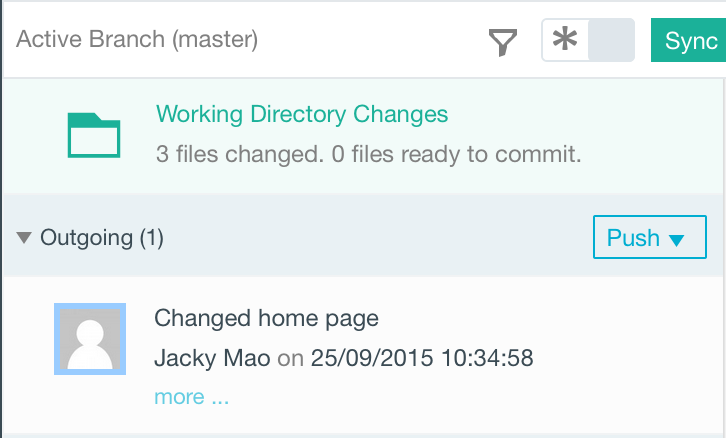 Active Branch (master)
Sync
Working Directory Changes
3 files changed. 0 files ready to commit.
Outgoing (1)
Push
Changed home page
Jacky Mao on 25/09/2015 10:34:58
more ...